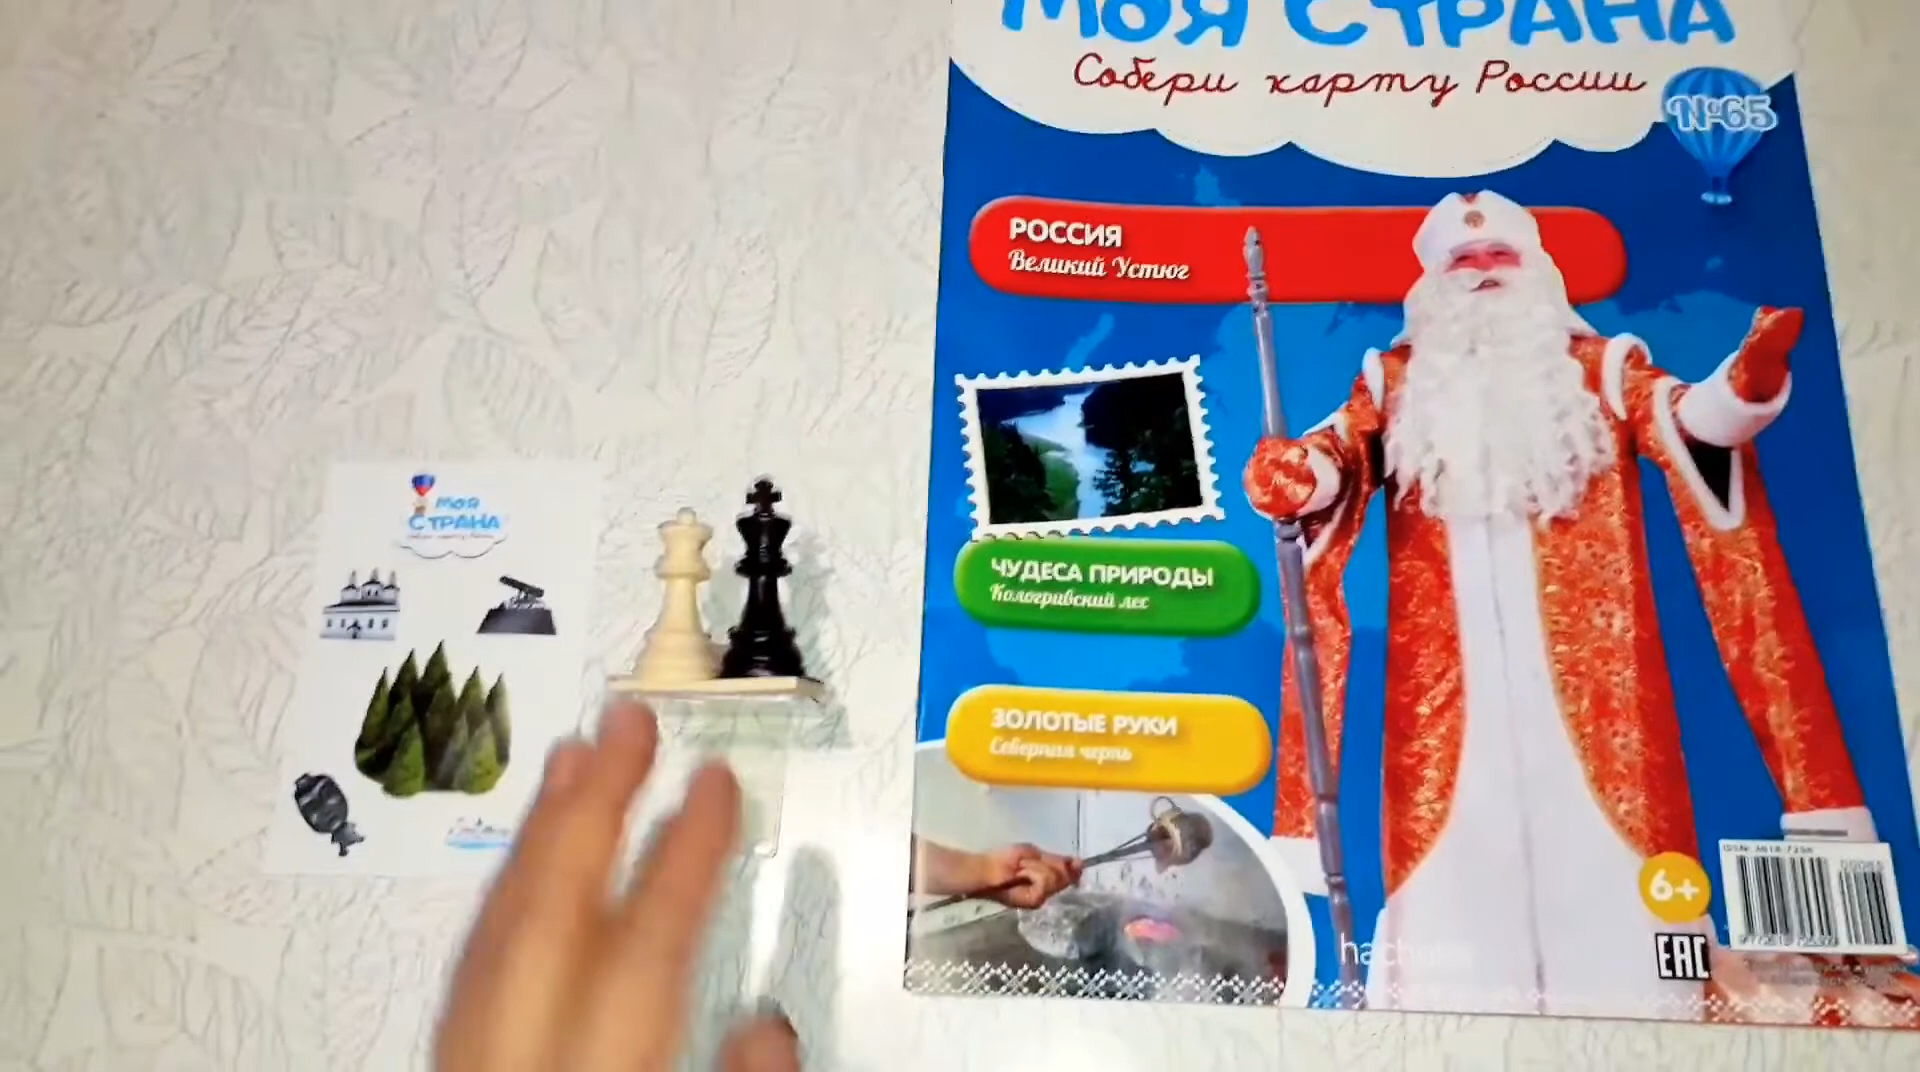 МОЯ СТРАНА
Собери карту России
№65
РОССИЯ
Великий Устюг
ЧУДЕСА ПРИРОДЫ
Кологривский лес
ЗОЛОТЫЕ РУКИ
Северная чернь
6+
EAC
00065
МОЯ
СТРАНА